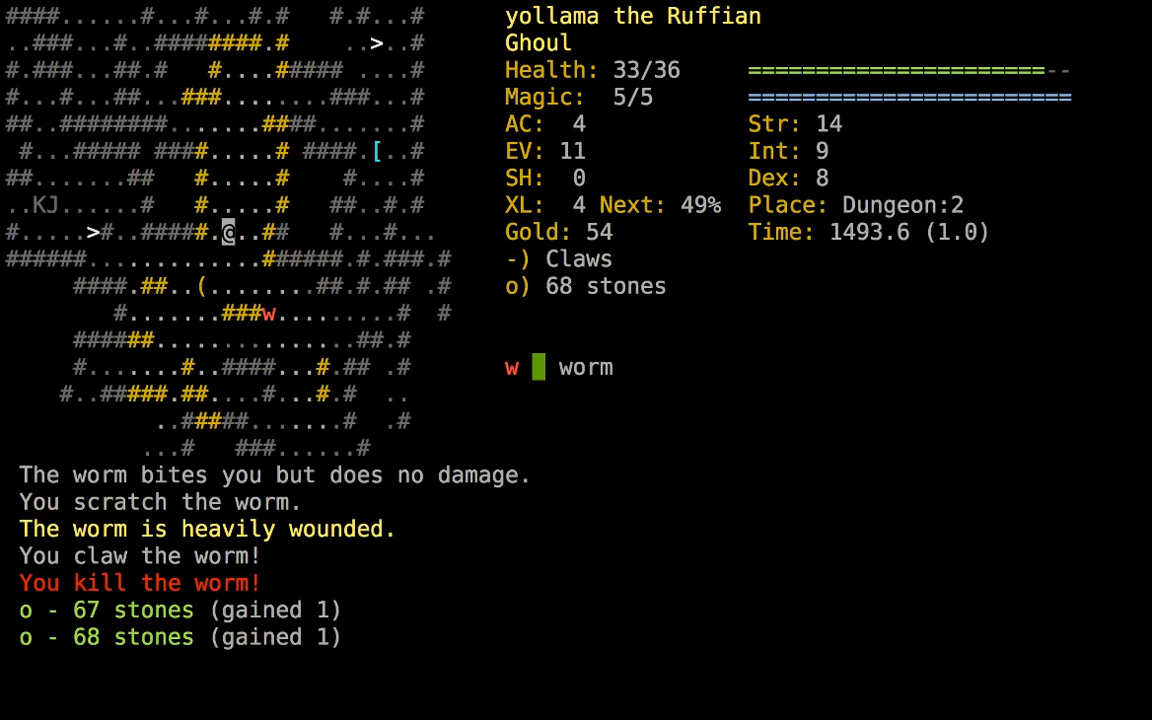 ####......#...#...#.#   #.#...#   yollama the Ruffian
..###...#..########.#    ..>..#   Ghoul
#.###...##.#   #....##### ....#   Health: 33/36     ======================--
#...#...##...###.........###...#   Magic:  5/5      ========================
##..########.......####.......#   AC:  4            Str: 14
 #...##### ####.....# ####.[..#   EV: 11            Int: 9
##.......##   #.....#    #....#   SH:  0            Dex: 8
..KJ......#   #.....#   ##..#.#   XL:  4 Next: 49%  Place: Dungeon:2
#.....>#..#####.@..##   #...#...  Gold: 54          Time: 1493.6 (1.0)
######.............######.#.###.#   -) Claws
     ####.##..(........##.#.## .#   o) 68 stones
        #.......###w.........#  #
     ######...............##.#
     #.......#..####...#.## .#   w   worm
    #..#####.##....#...#.#  ..
           ..#####.......#  .#
          ...#   ###......#
The worm bites you but does no damage.
You scratch the worm.
The worm is heavily wounded.
You claw the worm!
You kill the worm!
o - 67 stones (gained 1)
o - 68 stones (gained 1)